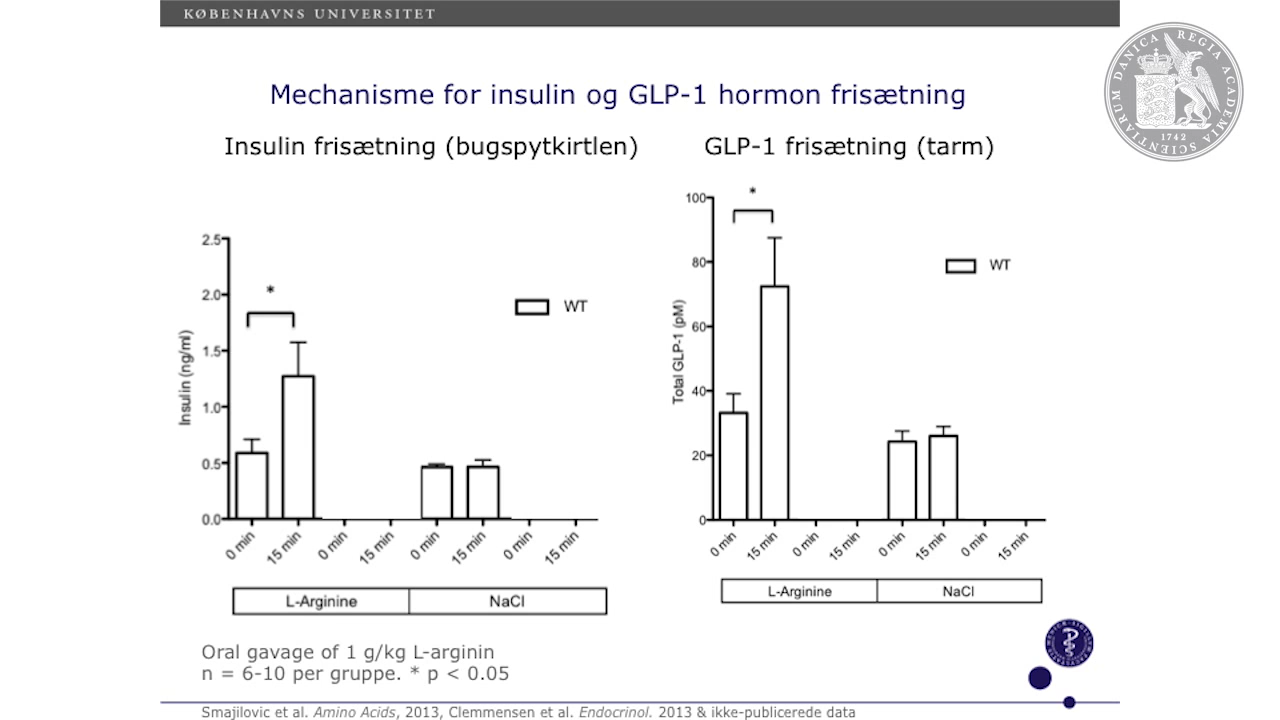 KØBENHAVNS UNIVERSITET
DANICA REGIA ACADEMIA SCIENTIARUM
1742
Mechanisme for insulin og GLP-1 hormon frisætning
Insulin frisætning (bugspytkirtlen)
GLP-1 frisætning (tarm)
Insulin (ng/ml)
2.5
2.0
1.5
1.0
0.5
0.0
*
WT
0 min 15 min 0 min 15 min 0 min 15 min 0 min 15 min
L-Arginine NaCl
Total GLP-1 (pM)
100
80
60
40
20
0
*
WT
0 min 15 min 0 min 15 min 0 min 15 min 0 min 15 min
L-Arginine NaCl
Oral gavage of 1 g/kg L-arginin
n = 6-10 per gruppe. * p < 0.05
Smajilovic et al. Amino Acids, 2013, Clemmensen et al. Endocrinol. 2013 & ikke-publicerede data